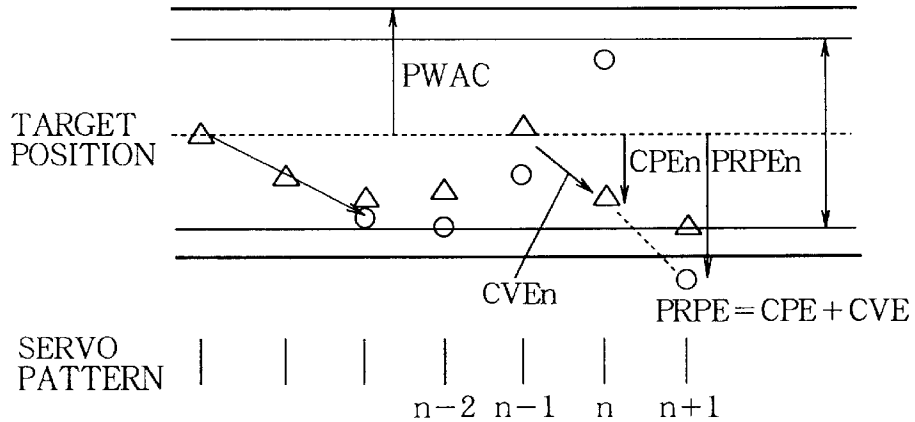 PWAC
TARGET
POSITION
CPEn
PRPEn
CVEn
PRPE=CPE+CVE
SERVO
PATTERN
n-2
n-1
n
n+1